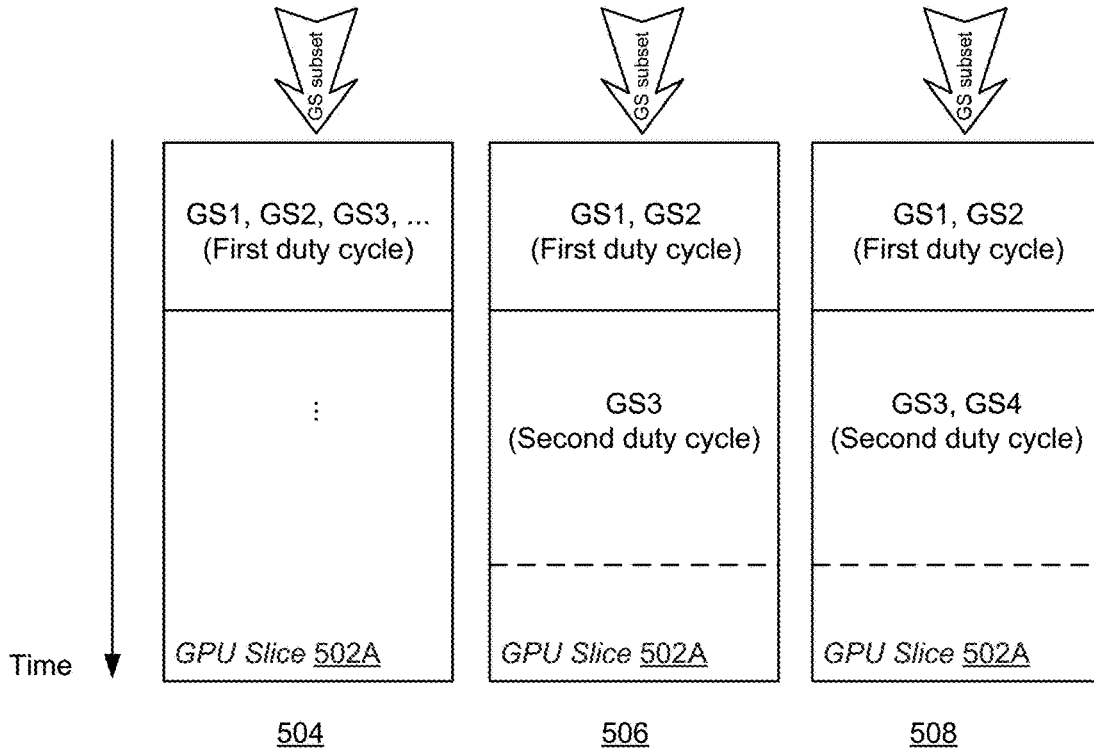 GS subset
GS subset
GS subset
GS1, GS2, GS3, ...
(First duty cycle)
GS1, GS2
(First duty cycle)
GS1, GS2
(First duty cycle)
⋮
GS3
(Second duty cycle)
GS3, GS4
(Second duty cycle)
Time
GPU Slice 502A
GPU Slice 502A
GPU Slice 502A
504
506
508